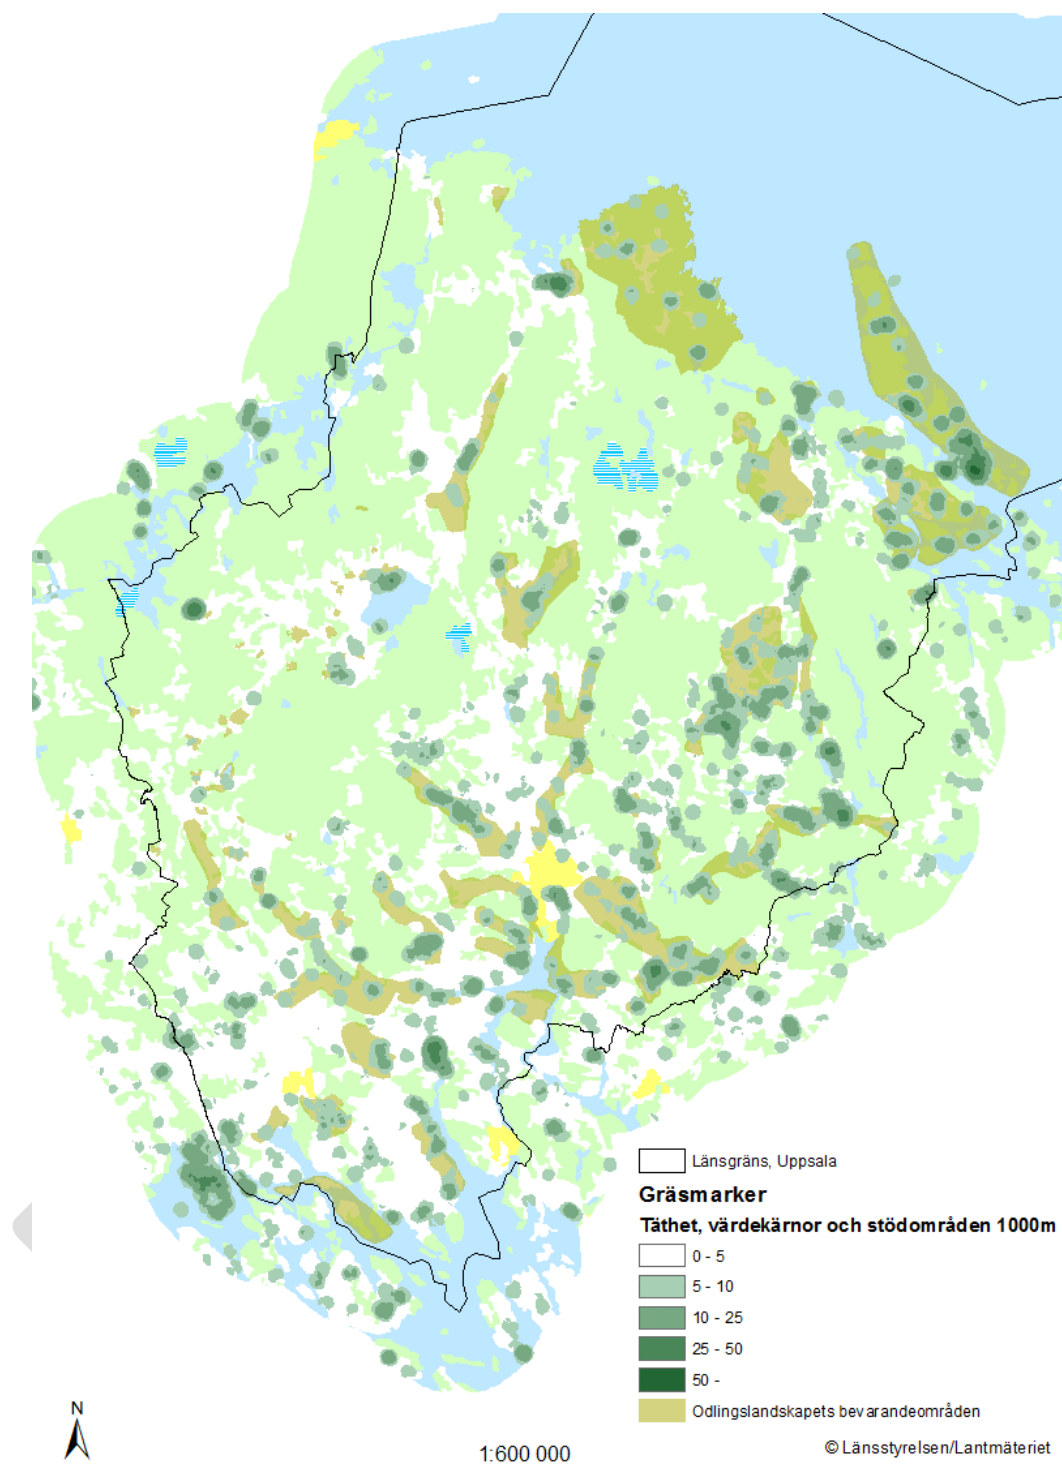 Länsgräns, Uppsala
Gräsmarker
Täthet, värdekärnor och stödområden 1000m
0 - 5
5 - 10
10 - 25
25 - 50
50 -
Odlingslandskapets bevarandeområden
N
1:600 000
© Länsstyrelsen/Lantmäteriet